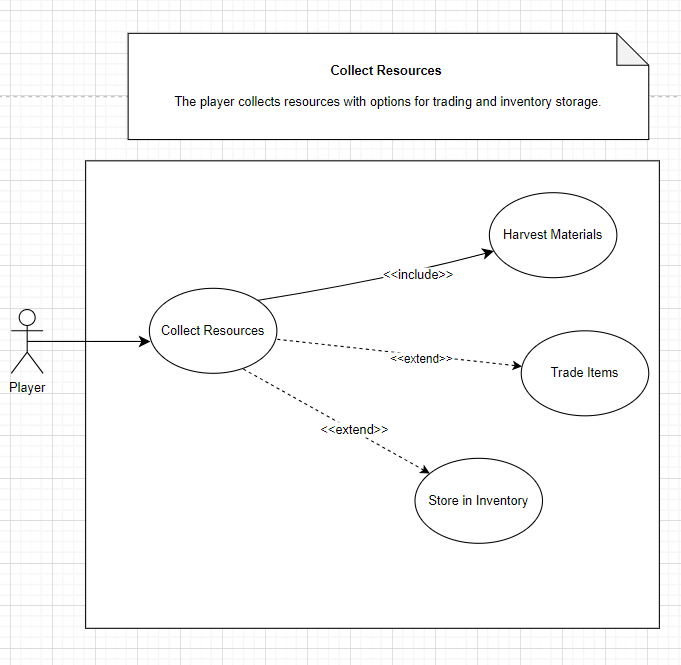 Collect Resources
The player collects resources with options for trading and inventory storage.
Harvest Materials
<<include>>
Collect Resources
<<extend>>
Trade Items
Player
<<extend>>
Store in Inventory